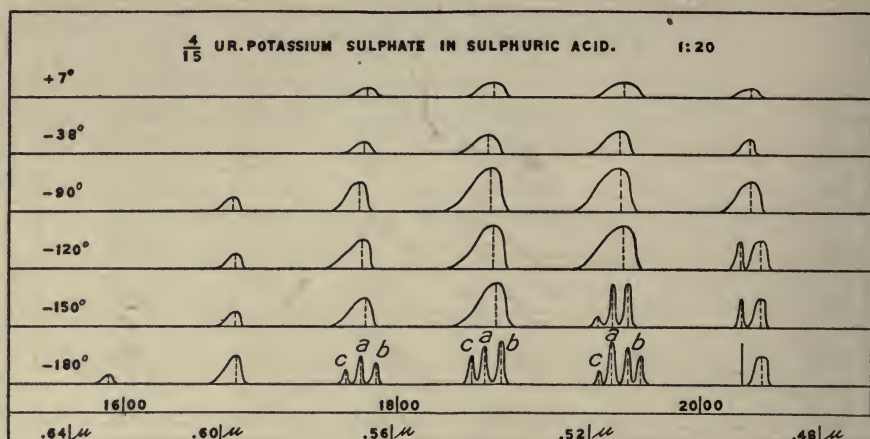 4/15 UR. POTASSIUM SULPHATE IN SULPHURIC ACID. 1:20
+7°
-38°
-90°
-120°
-150°
a a
c a b c b c b
-180°
16|00 18|00 20|00
.64|µ .60|µ .56|µ .52|µ .48|µ